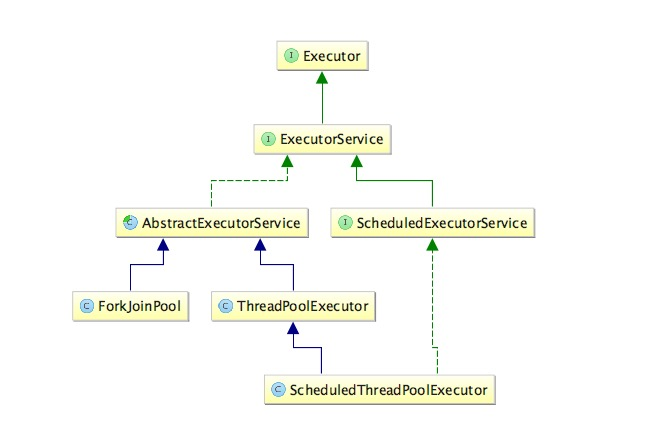 I Executor
I ExecutorService
C AbstractExecutorService
I ScheduledExecutorService
C ForkJoinPool
C ThreadPoolExecutor
C ScheduledThreadPoolExecutor